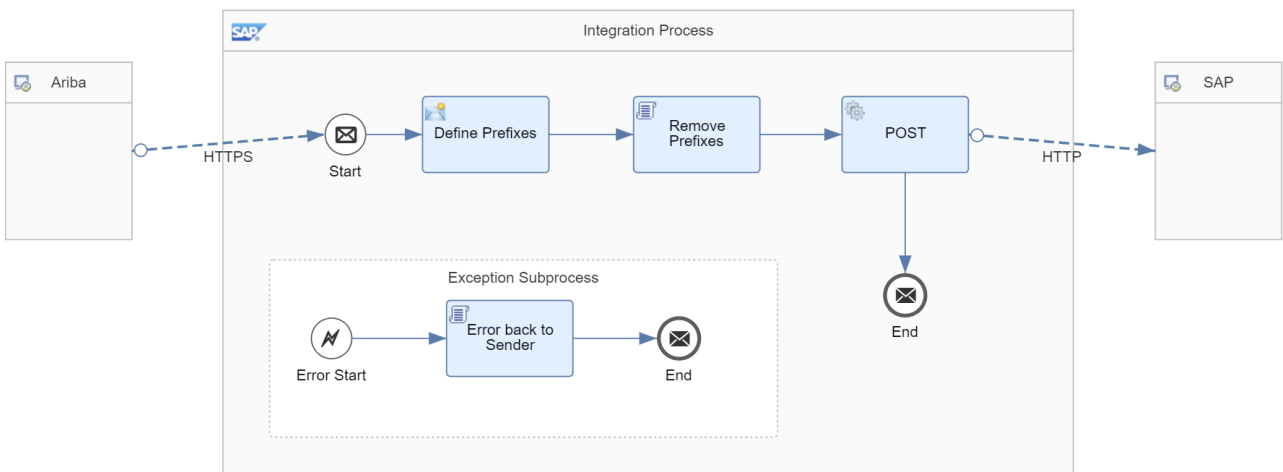 SAP
Integration Process
Ariba
SAP
Define Prefixes
Remove
Prefixes
POST
HTTPS
HTTP
Start
Exception Subprocess
Error back to
Sender
End
Error Start
End